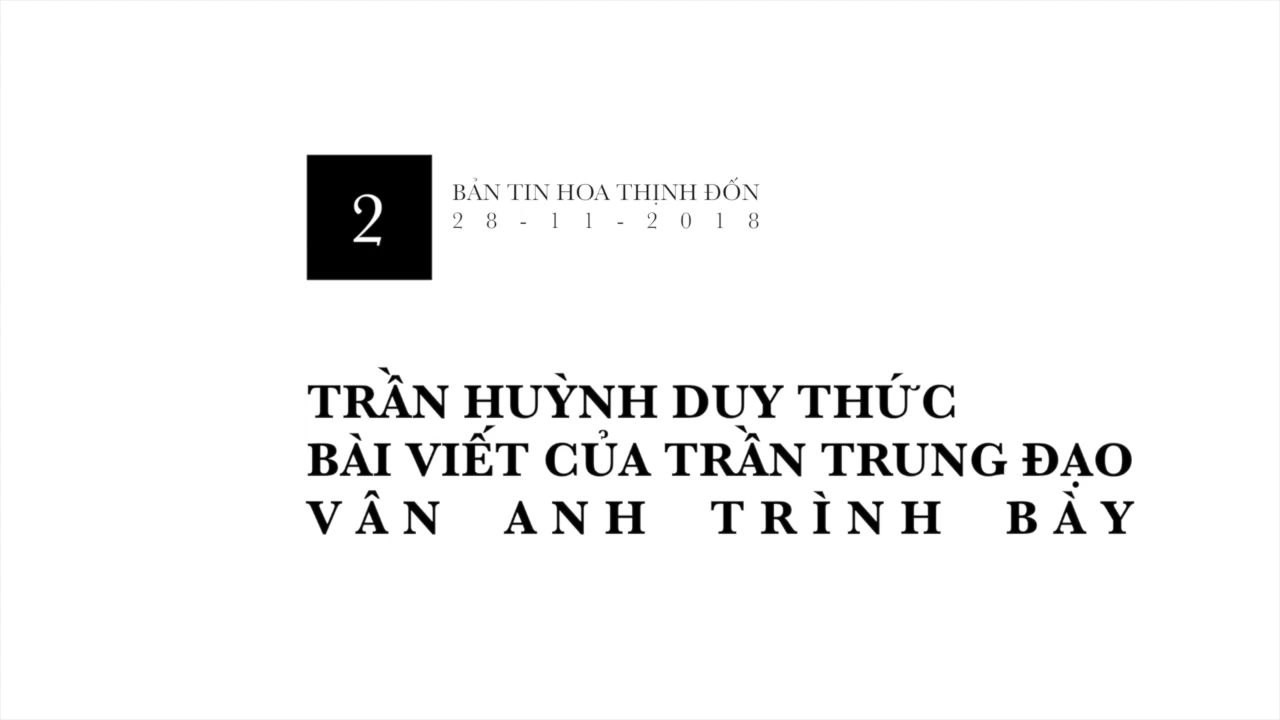 2
BẢN TIN HOA THỊNH ĐỐN
28-11-2018
TRẦN HUỲNH DUY THỨC
BÀI VIẾT CỦA TRẦN TRUNG ĐẠO
VÂN ANH TRÌNH BÀY